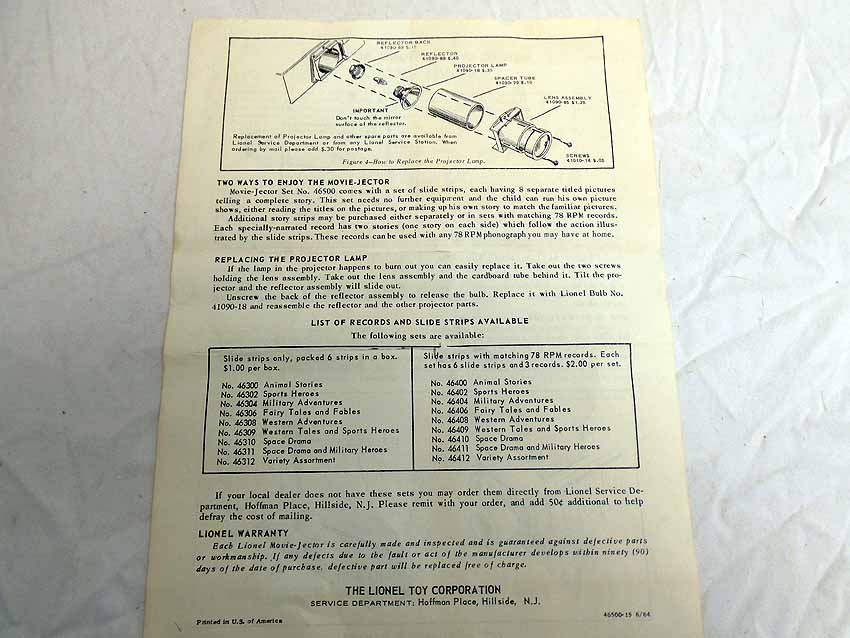 REFLECTOR BACK
41090-89 $.15
REFLECTOR
41090-88 $.40
PROJECTOR LAMP
41090-18 $.35
SPACER TUBE
41090-79 $.10
LENS ASSEMBLY
41090-85 $1.25
IMPORTANT
Don't touch the mirror
surface of the reflector.
SCREWS
41010-16 $.05
Replacement of Projector Lamp and other spare parts are available from
Lionel Service Department or from any Lionel Service Station. When
ordering by mail please add $.30 for postage.
Figure 4—How to Replace the Projector Lamp.
TWO WAYS TO ENJOY THE MOVIE-JECTOR
Movie-Jector Set No. 46500 comes with a set of slide strips, each having 8 separate titled pictures
telling a complete story. This set needs no further equipment and the child can run his own picture
shows, either reading the titles on the pictures, or making up his own story to match the familiar pictures.
Additional story strips may be purchased either separately or in sets with matching 78 RPM records.
Each specially-narrated record has two stories (one story on each side) which follow the action illus-
trated by the slide strips. These records can be used with any 78 RPM phonograph you may have at home.
REPLACING THE PROJECTOR LAMP
If the lamp in the projector happens to burn out you can easily replace it. Take out the two screws
holding the lens assembly. Take out the lens assembly and the cardboard tube behind it. Tilt the pro-
jector and the reflector assembly will slide out.
Unscrew the back of the reflector assembly to release the bulb. Replace it with Lionel Bulb No.
41090-18 and reassemble the reflector and the other projector parts.
LIST OF RECORDS AND SLIDE STRIPS AVAILABLE
The following sets are available:
Slide strips only, packed 6 strips in a box.
$1.00 per box.
No. 46300 Animal Stories
No. 46302 Sports Heroes
No. 46304 Military Adventures
No. 46306 Fairy Tales and Fables
No. 46308 Western Adventures
No. 46309 Western Tales and Sports Heroes
No. 46310 Space Drama
No. 46311 Space Drama and Military Heroes
No. 46312 Variety Assortment
Slide strips with matching 78 RPM records. Each
set has 6 slide strips and 3 records. $2.00 per set.
No. 46400 Animal Stories
No. 46402 Sports Heroes
No. 46404 Military Adventures
No. 46406 Fairy Tales and Fables
No. 46408 Western Adventures
No. 46409 Western Tales and Sports Heroes
No. 46410 Space Drama
No. 46411 Space Drama and Military Heroes
No. 46412 Variety Assortment
If your local dealer does not have these sets you may order them directly from Lionel Service De-
partment, Hoffman Place, Hillside, N.J. Please remit with your order, and add 50¢ additional to help
defray the cost of mailing.
LIONEL WARRANTY
Each Lionel Movie-Jector is carefully made and inspected and is guaranteed against defective parts
or workmanship. If any defects due to the fault or act of the manufacturer develops within ninety (90)
days of the date of purchase, defective part will be replaced free of charge.
THE LIONEL TOY CORPORATION
SERVICE DEPARTMENT: Hoffman Place, Hillside, N.J.
Printed in U.S. of America
46500-15 6/64